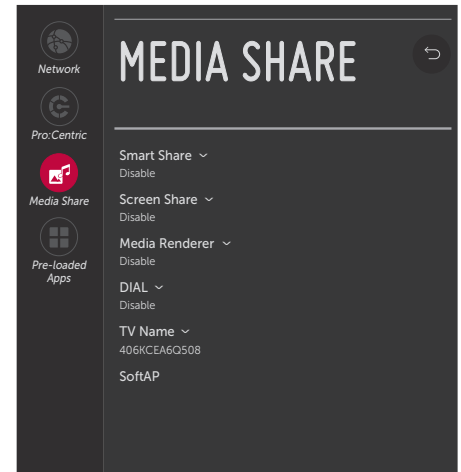 Network
Pro:Centric
Media Share
Pre-loaded
Apps
MEDIA SHARE
Smart Share
Disable
Screen Share
Disable
Media Renderer
Disable
DIAL
Disable
TV Name
406KCEA6Q508
SoftAP